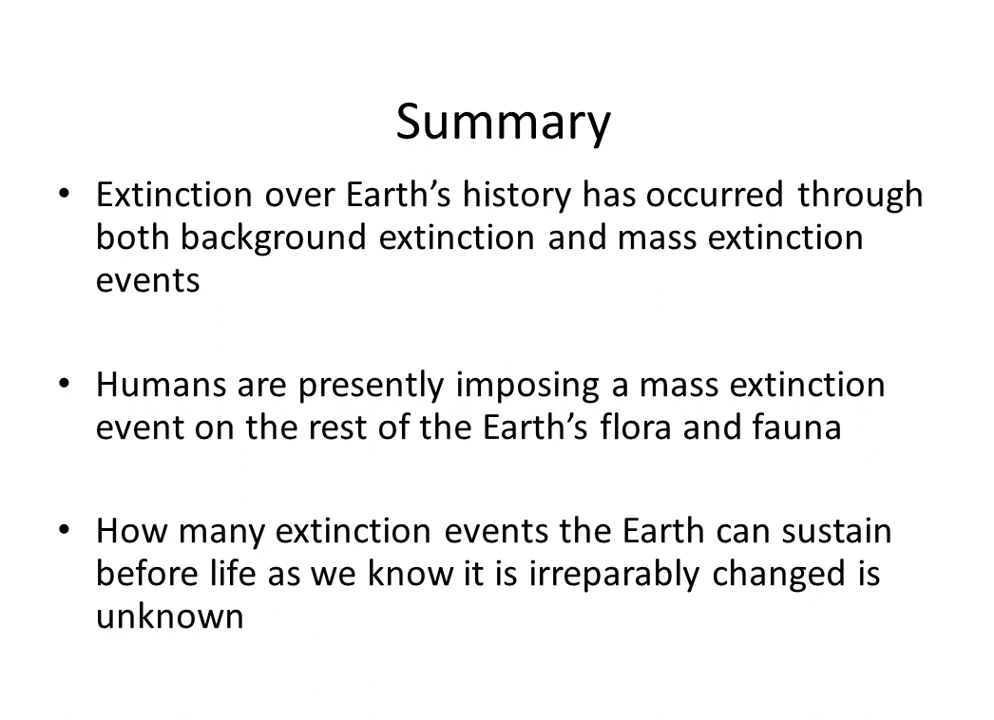 Summary
• Extinction over Earth’s history has occurred through
both background extinction and mass extinction
events
• Humans are presently imposing a mass extinction
event on the rest of the Earth’s flora and fauna
• How many extinction events the Earth can sustain
before life as we know it is irreparably changed is
unknown